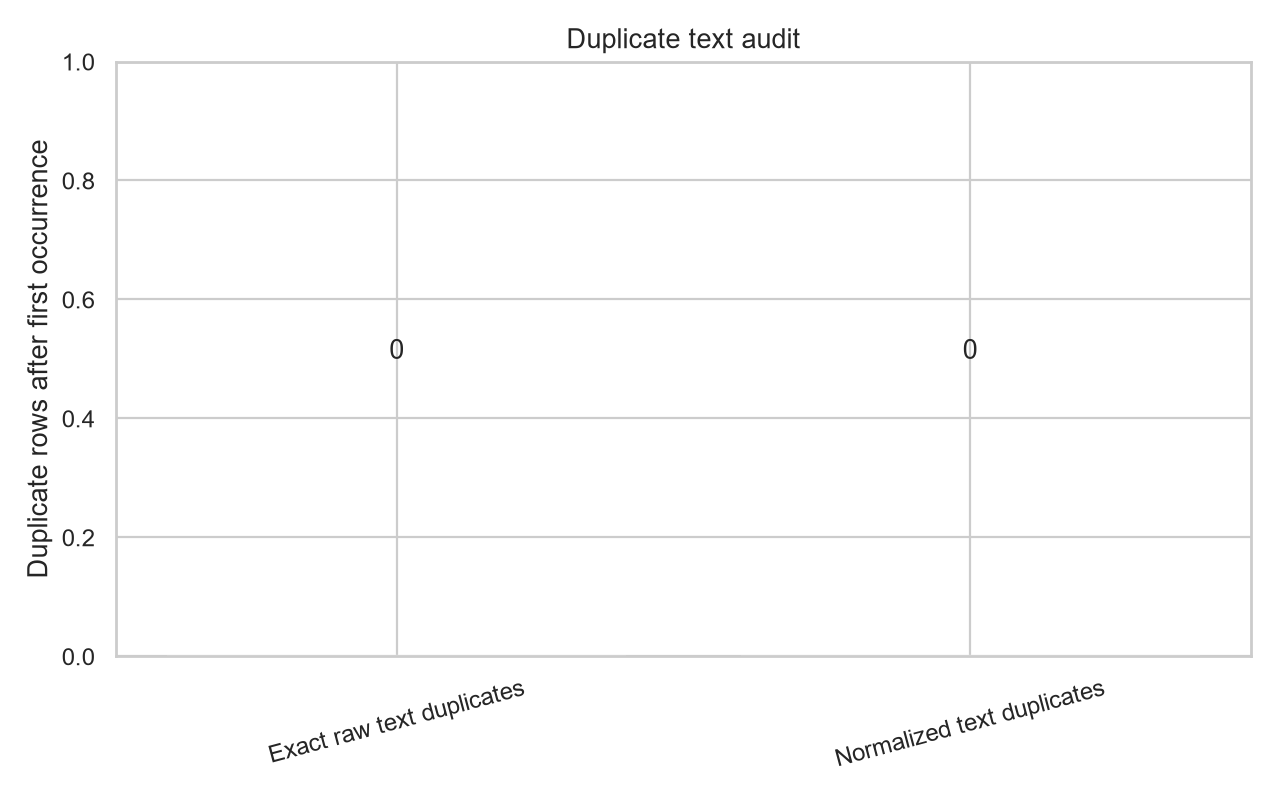 Duplicate text audit
Duplicate rows after first occurrence
1.0
0.8
0.6
0.4
0.2
0.0
0
0
Exact raw text duplicates
Normalized text duplicates